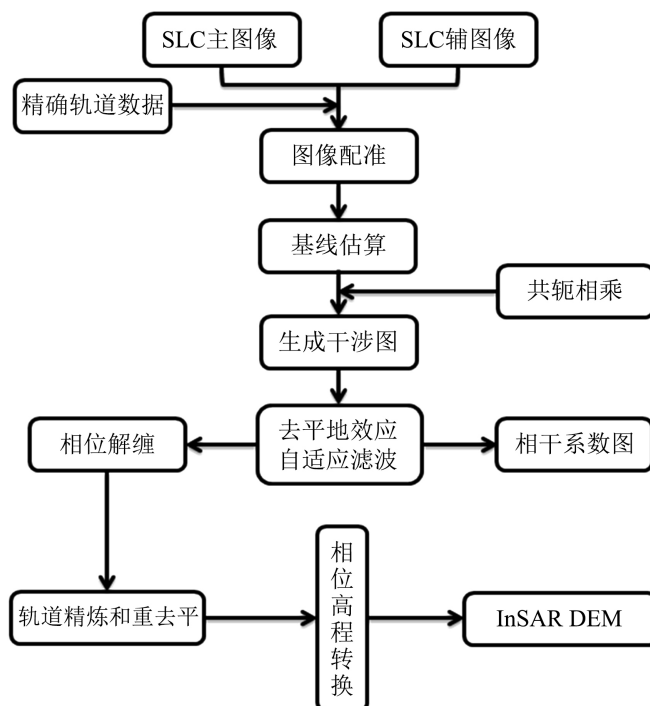 SLC主图像
SLC辅图像
精确轨道数据
图像配准
基线估算
共轭相乘
生成干涉图
相位解缠
去平地效应
自适应滤波
相干系数图
轨道精炼和重去平
相
位
高
程
转
换
InSAR DEM